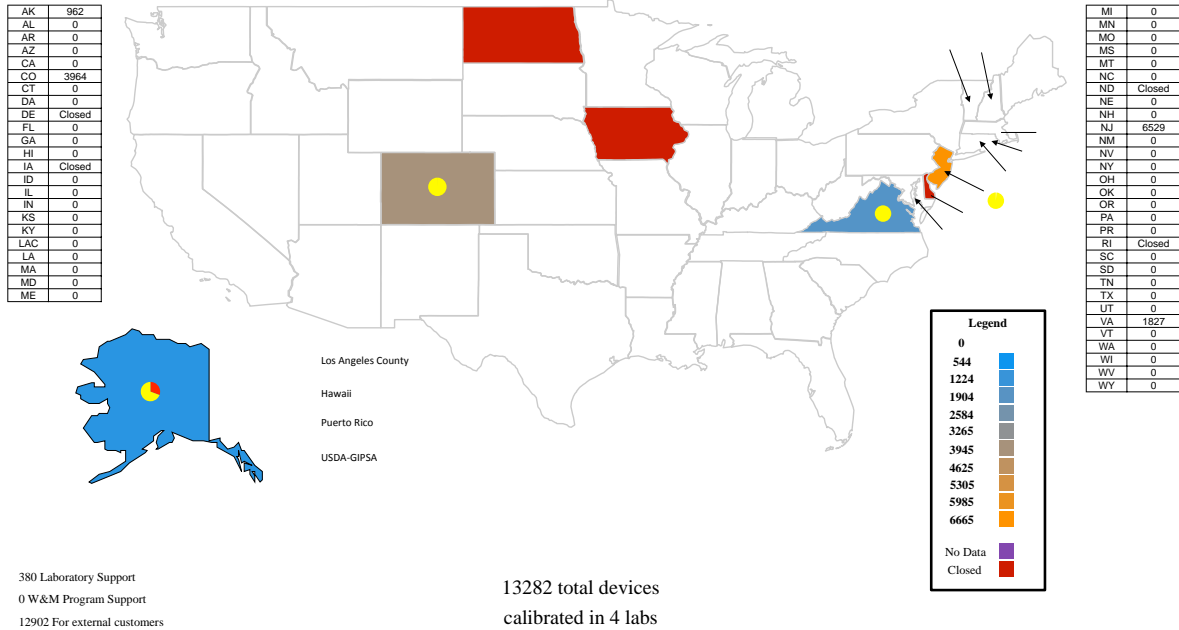 AK 962
AL 0
AR 0
AZ 0
CA 0
CO 3964
CT 0
DA 0
DE Closed
FL 0
GA 0
HI 0
IA Closed
ID 0
IL 0
IN 0
KS 0
KY 0
LAC 0
LA 0
MA 0
MD 0
ME 0
MI 0
MN 0
MO 0
MS 0
MT 0
NC 0
ND Closed
NE 0
NH 0
NJ 6529
NM 0
NV 0
NY 0
OH 0
OK 0
OR 0
PA 0
PR 0
RI Closed
SC 0
SD 0
TN 0
TX 0
UT 0
VA 1827
VT 0
WA 0
WI 0
WV 0
WY 0
Los Angeles County
Hawaii
Puerto Rico
USDA-GIPSA
Legend
0
544
1224
1904
2584
3265
3945
4625
5305
5985
6665
No Data
Closed
380 Laboratory Support
0 W&M Program Support
12902 For external customers
13282 total devices
calibrated in 4 labs